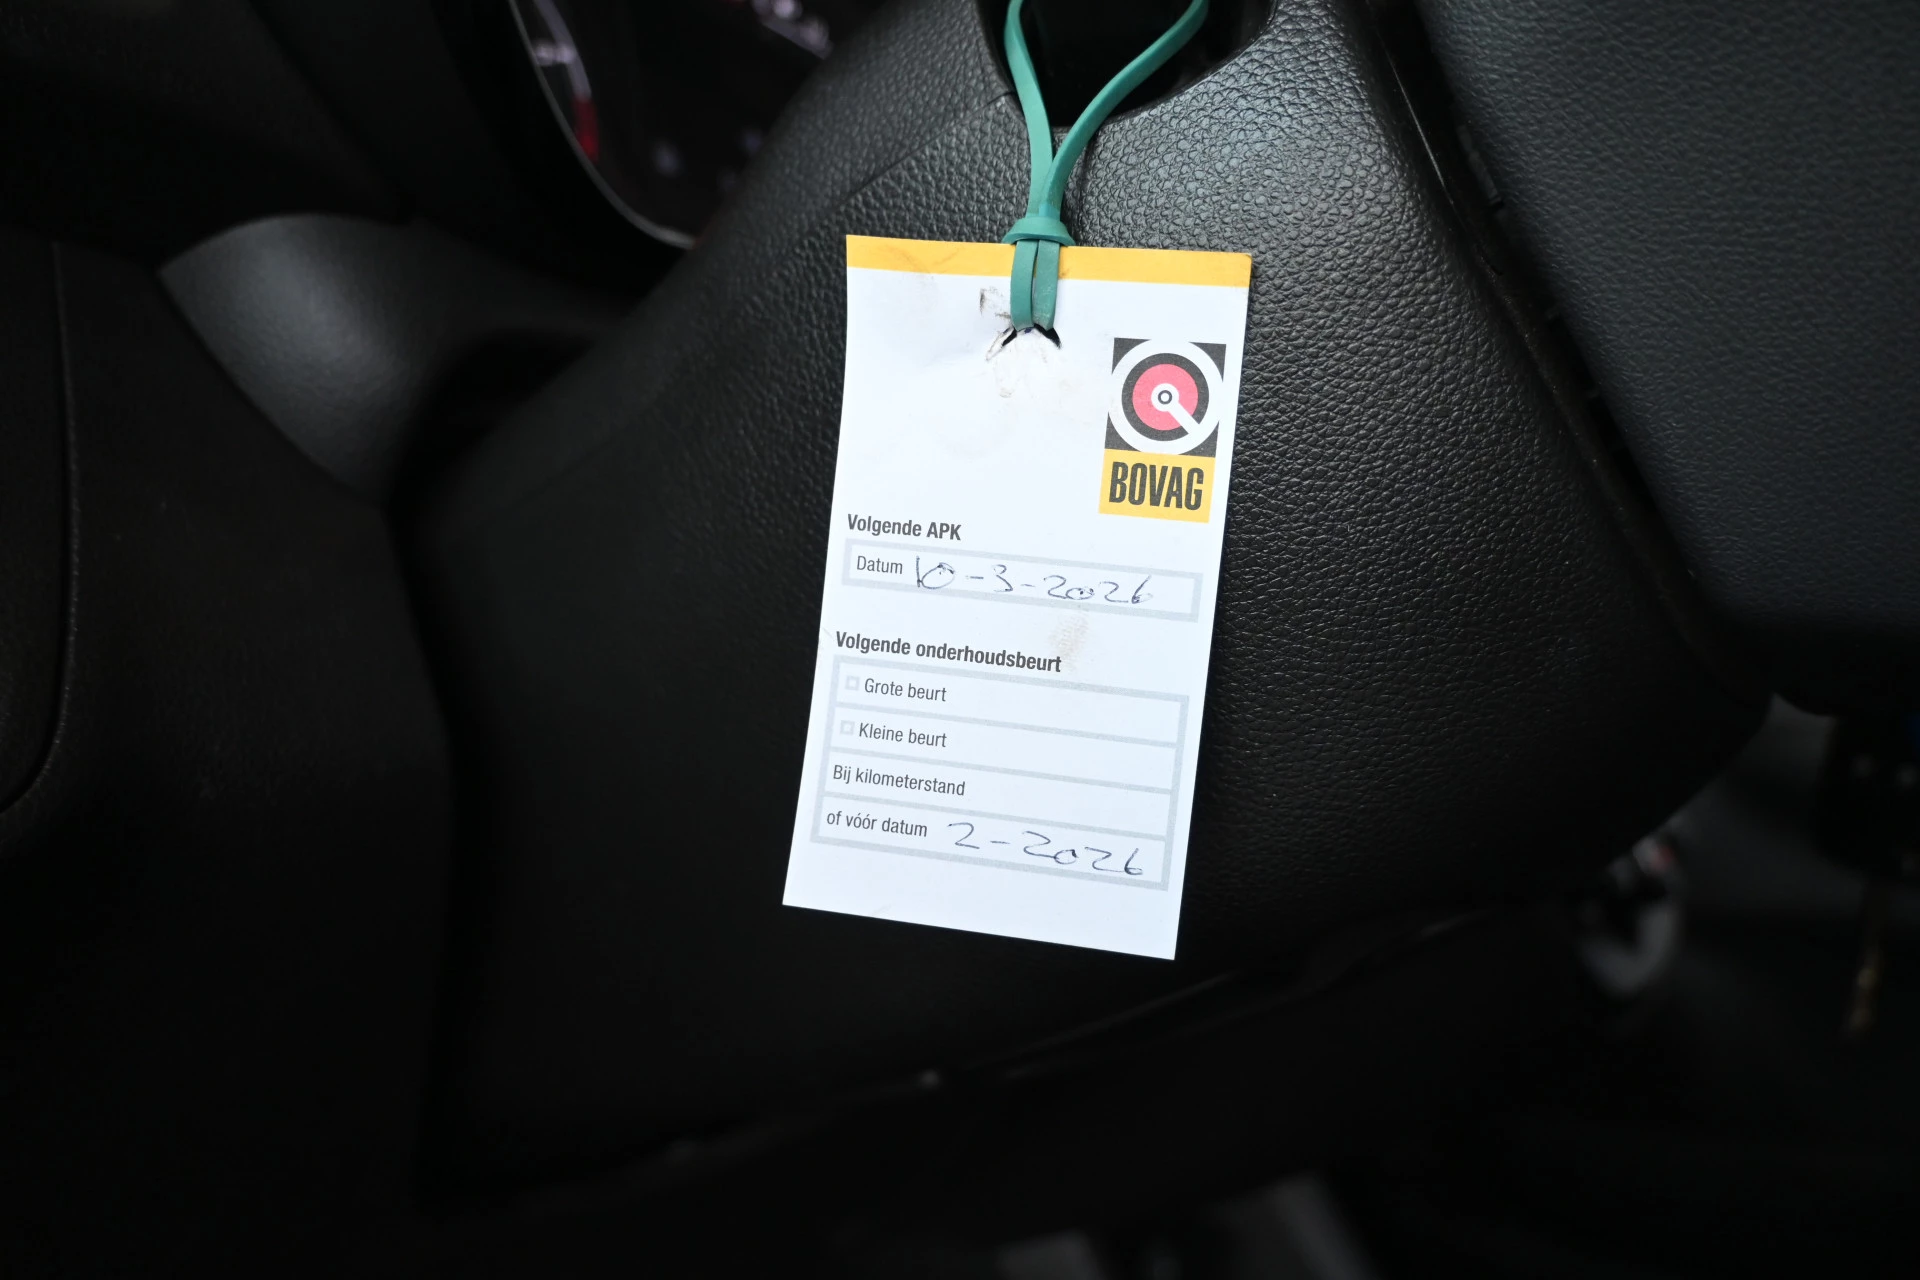 BOVAG
Volgende APK
Datum 10-3-2026
Volgende onderhoudsbeurt
Grote beurt
Kleine beurt
Bij kilometerstand
of vóór datum 2-2026